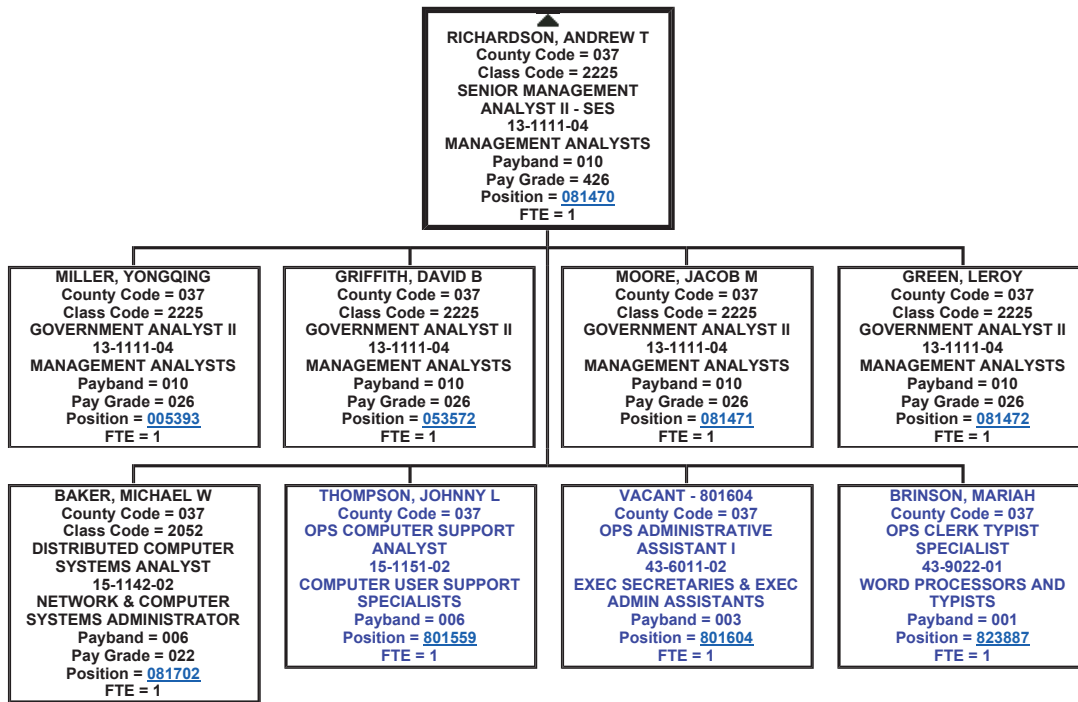 RICHARDSON, ANDREW T
County Code = 037
Class Code = 2225
SENIOR MANAGEMENT
ANALYST II - SES
13-1111-04
MANAGEMENT ANALYSTS
Payband = 010
Pay Grade = 426
Position = 081470
FTE = 1
MILLER, YONGQING
County Code = 037
Class Code = 2225
GOVERNMENT ANALYST II
13-1111-04
MANAGEMENT ANALYSTS
Payband = 010
Pay Grade = 026
Position = 005393
FTE = 1
GRIFFITH, DAVID B
County Code = 037
Class Code = 2225
GOVERNMENT ANALYST II
13-1111-04
MANAGEMENT ANALYSTS
Payband = 010
Pay Grade = 026
Position = 053572
FTE = 1
MOORE, JACOB M
County Code = 037
Class Code = 2225
GOVERNMENT ANALYST II
13-1111-04
MANAGEMENT ANALYSTS
Payband = 010
Pay Grade = 026
Position = 081471
FTE = 1
GREEN, LEROY
County Code = 037
Class Code = 2225
GOVERNMENT ANALYST II
13-1111-04
MANAGEMENT ANALYSTS
Payband = 010
Pay Grade = 026
Position = 081472
FTE = 1
BAKER, MICHAEL W
County Code = 037
Class Code = 2052
DISTRIBUTED COMPUTER
SYSTEMS ANALYST
15-1142-02
NETWORK & COMPUTER
SYSTEMS ADMINISTRATOR
Payband = 006
Pay Grade = 022
Position = 081702
FTE = 1
THOMPSON, JOHNNY L
County Code = 037
OPS COMPUTER SUPPORT
ANALYST
15-1151-02
COMPUTER USER SUPPORT
SPECIALISTS
Payband = 006
Position = 801559
FTE = 1
VACANT - 801604
County Code = 037
OPS ADMINISTRATIVE
ASSISTANT I
43-6011-02
EXEC SECRETARIES & EXEC
ADMIN ASSISTANTS
Payband = 003
Position = 801604
FTE = 1
BRINSON, MARIAH
County Code = 037
OPS CLERK TYPIST
SPECIALIST
43-9022-01
WORD PROCESSORS AND
TYPISTS
Payband = 001
Position = 823887
FTE = 1